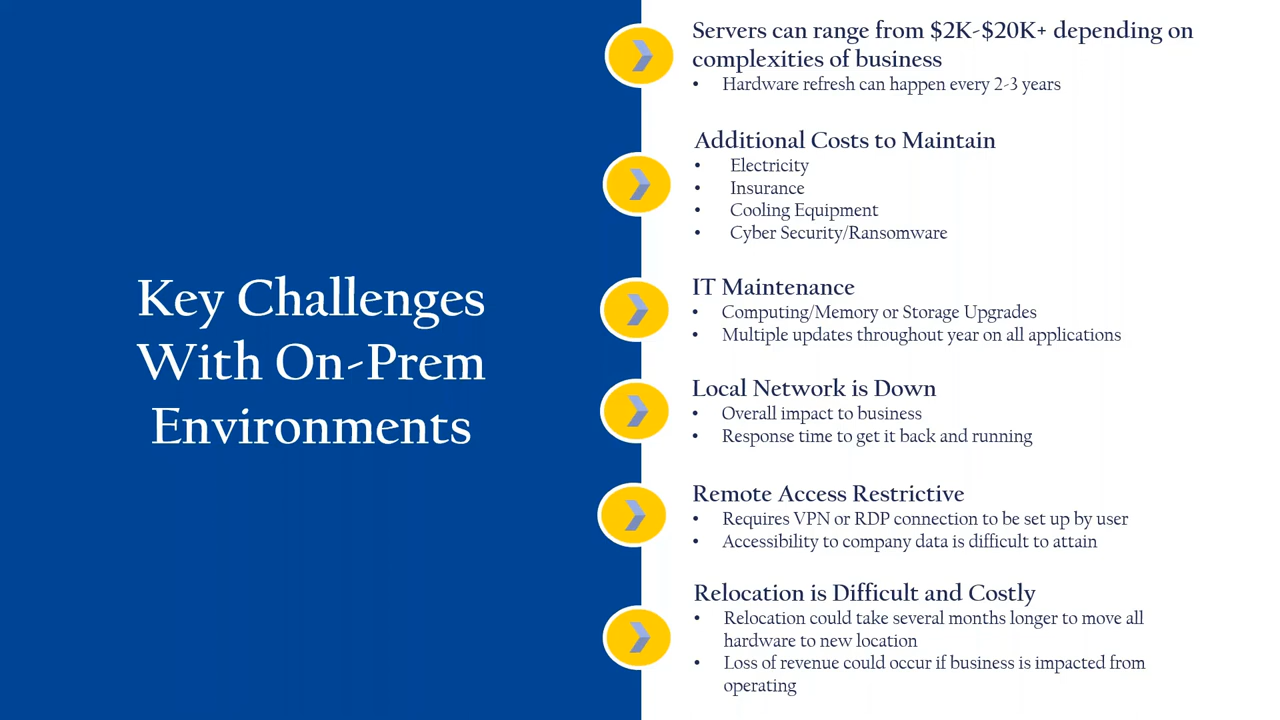 Key Challenges
With On-Prem
Environments
Servers can range from $2K-$20K+ depending on
complexities of business
• Hardware refresh can happen every 2-3 years
Additional Costs to Maintain
• Electricity
• Insurance
• Cooling Equipment
• Cyber Security/Ransomware
IT Maintenance
• Computing/Memory or Storage Upgrades
• Multiple updates throughout year on all applications
Local Network is Down
• Overall impact to business
• Response time to get it back and running
Remote Access Restrictive
• Requires VPN or RDP connection to be set up by user
• Accessibility to company data is difficult to attain
Relocation is Difficult and Costly
• Relocation could take several months longer to move all
hardware to new location
• Loss of revenue could occur if business is impacted from
operating